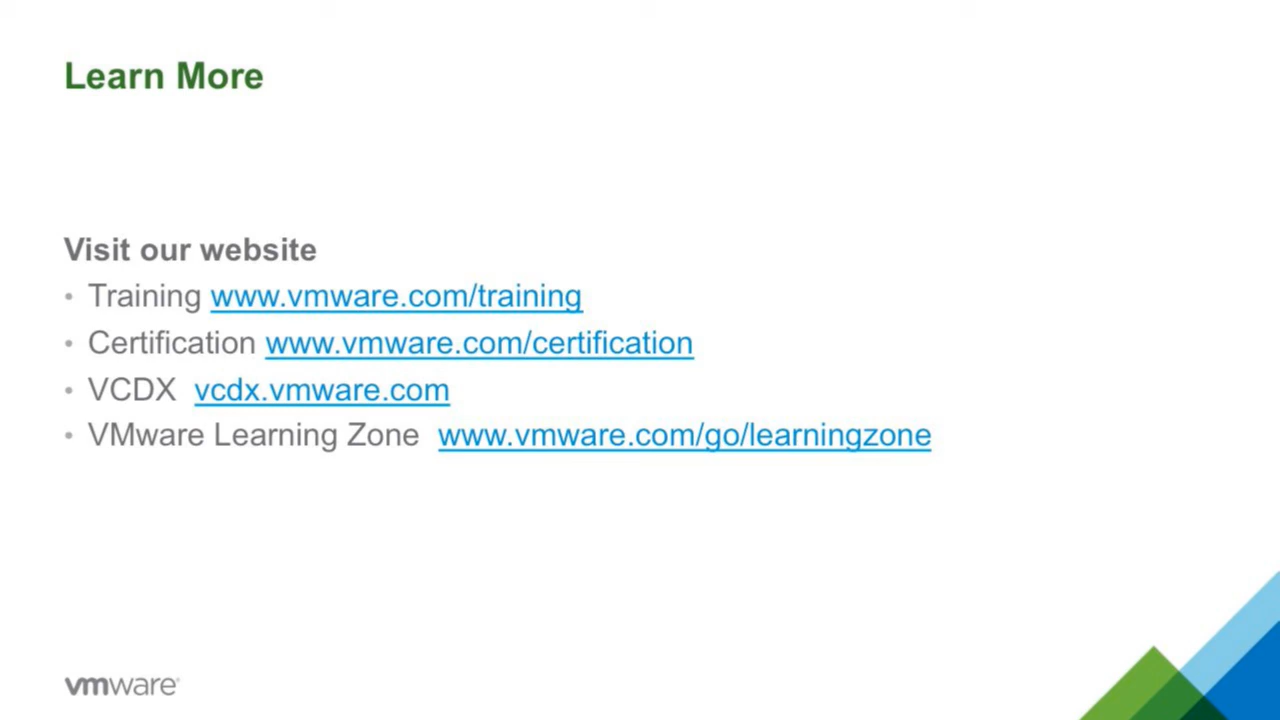 Learn More
Visit our website
• Training www.vmware.com/training
• Certification www.vmware.com/certification
• VCDX vcdx.vmware.com
• VMware Learning Zone www.vmware.com/go/learningzone
vmware®